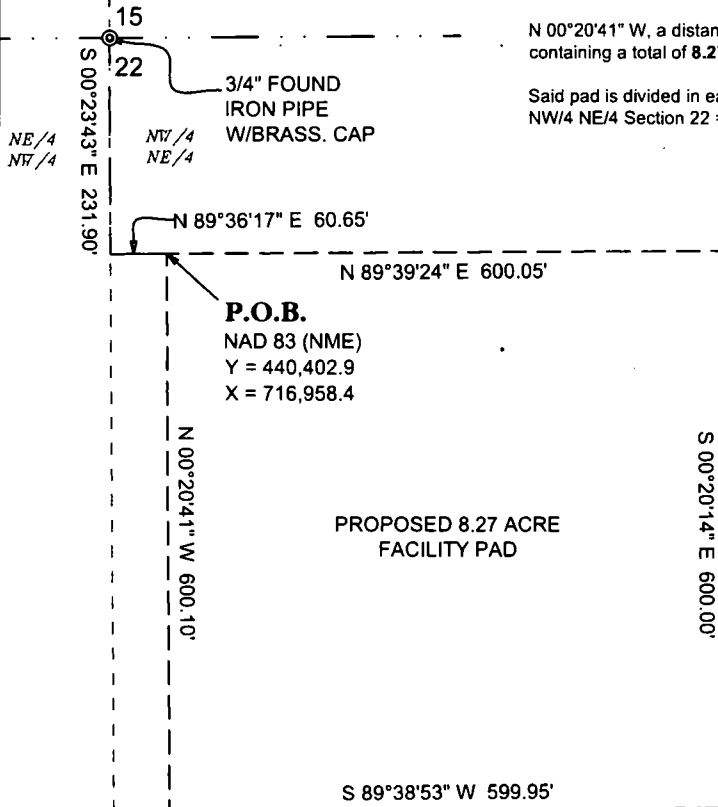 15
22
3/4" FOUND
IRON PIPE
W/BRASS. CAP
N 00°20'41" W, a distan
containing a total of 8.2
Said pad is divided in ea
NW/4 NE/4 Section 22 =
NE/4
NW/4
NW/4
NE/4
S 00°23'43" E 231.90'
N 89°36'17" E 60.65'
N 89°39'24" E 600.05'
P.O.B.
NAD 83 (NME)
Y = 440,402.9
X = 716,958.4
N 00°20'41" W 600.10'
S 00°20'14" E 600.00'
PROPOSED 8.27 ACRE
FACILITY PAD
S 89°38'53" W 599.95'